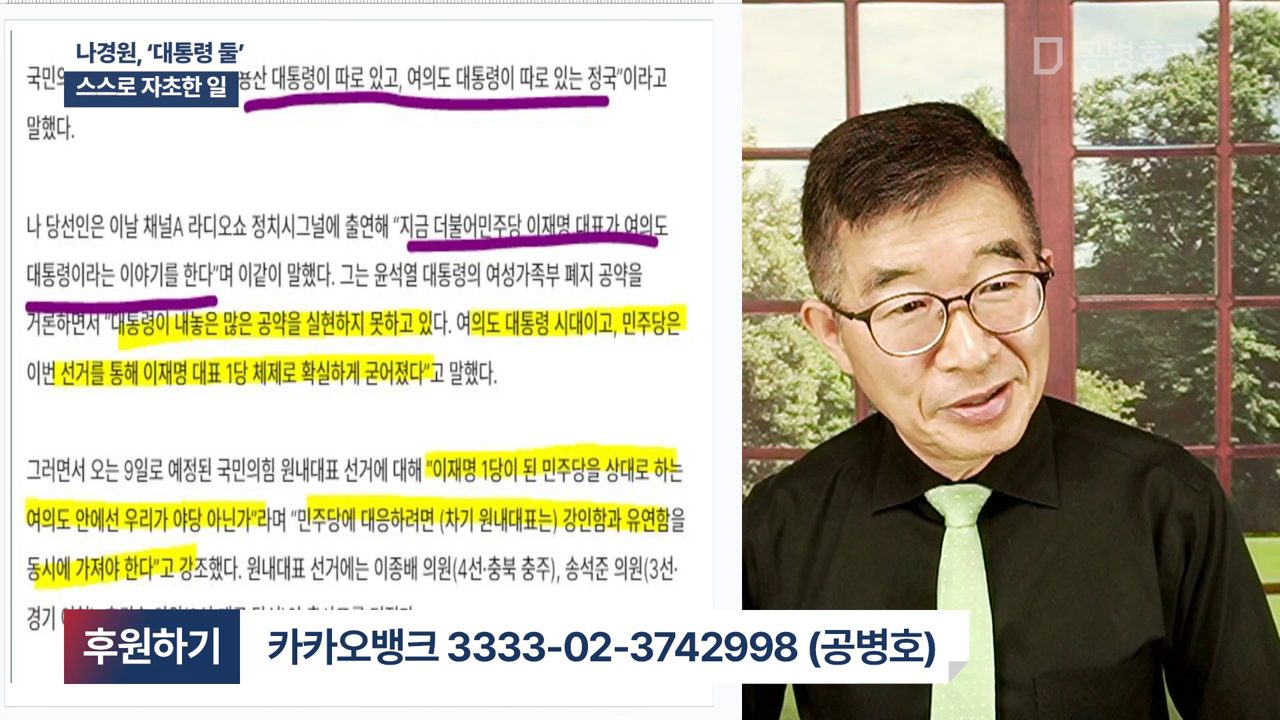 나경원, ‘대통령 둘’
스스로 자초한 일
공병호TV
용산 대통령이 따로 있고, 여의도 대통령이 따로 있는 정국”이라고
말했다.
나 당선인은 이날 채널A 라디오쇼 정치시그널에 출연해 “지금 더불어민주당 이재명 대표가 여의도
대통령이라는 이야기를 한다”며 이같이 말했다. 그는 윤석열 대통령의 여성가족부 폐지 공약을
거론하면서 “대통령이 내놓은 많은 공약을 실현하지 못하고 있다. 여의도 대통령 시대이고, 민주당은
이번 선거를 통해 이재명 대표 1당 체제로 확실하게 굳어졌다”고 말했다.
그러면서 오는 9일로 예정된 국민의힘 원내대표 선거에 대해 “이재명 1당이 된 민주당을 상대로 하는
여의도 안에선 우리가 야당 아닌가”라며 “민주당에 대응하려면 (차기 원내대표는) 강인함과 유연함을
동시에 가져야 한다”고 강조했다. 원내대표 선거에는 이종배 의원(4선·충북 충주), 송석준 의원(3선·
경기
후원하기
카카오뱅크 3333-02-3742998 (공병호)